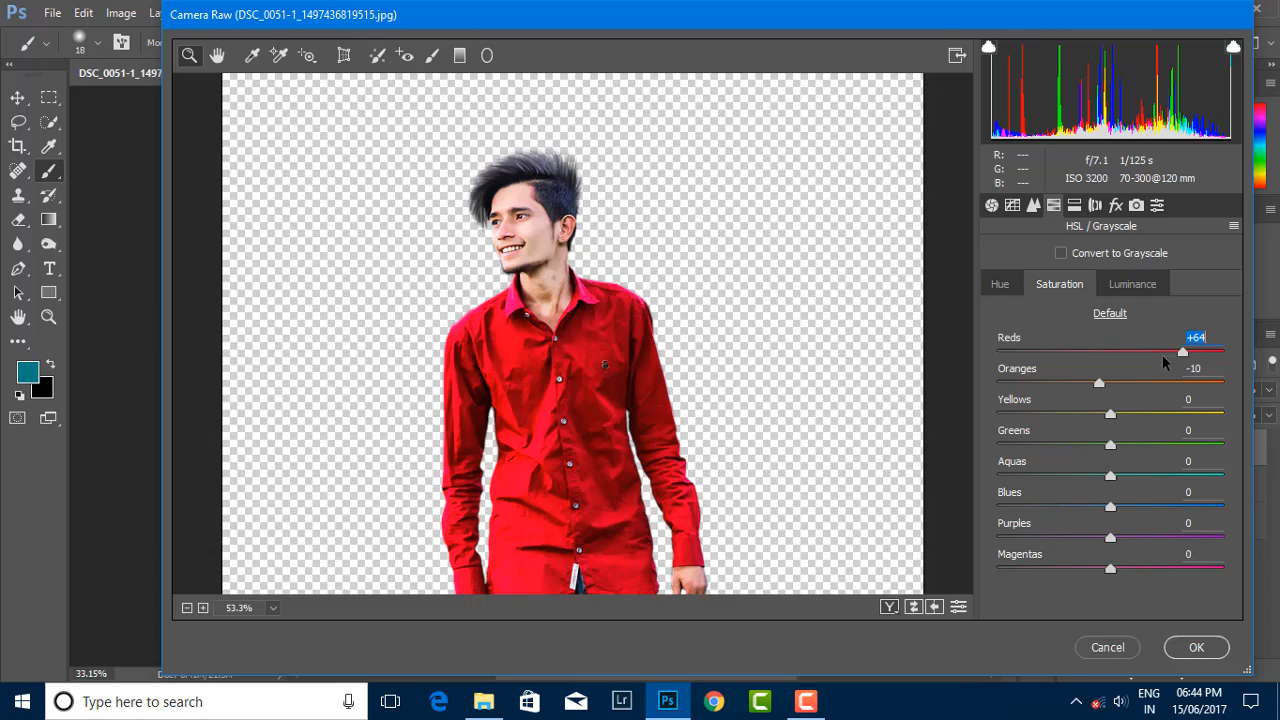 Ps File Edit Image
Camera Raw (DSC_0051-1_1497436819515.jpg)
18
DSC_0051-1_1497
R: ---
G: ---
B: ---
f/7.1 1/125 s
ISO 3200 70-300@120 mm
fx
HSL / Grayscale
Convert to Grayscale
Hue Saturation Luminance
Default
Reds +64
Oranges -10
Yellows 0
Greens 0
Aquas 0
Blues 0
Purples 0
Magentas 0
T
53.3%
Y
Cancel OK
33.15%
Type here to search
Lr Ps
ENG
IN
06:44 PM
15/06/2017